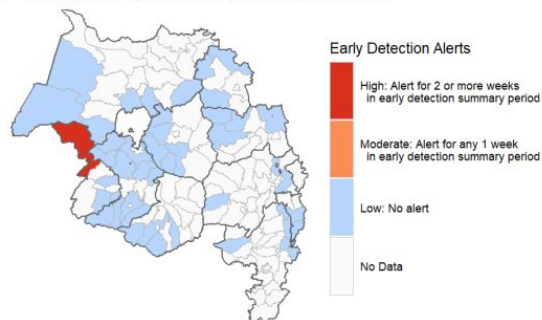 Early Detection Alerts
High: Alert for 2 or more weeks
in early detection summary period
Moderate: Alert for any 1 week
in early detection summary period
Low: No alert
No Data